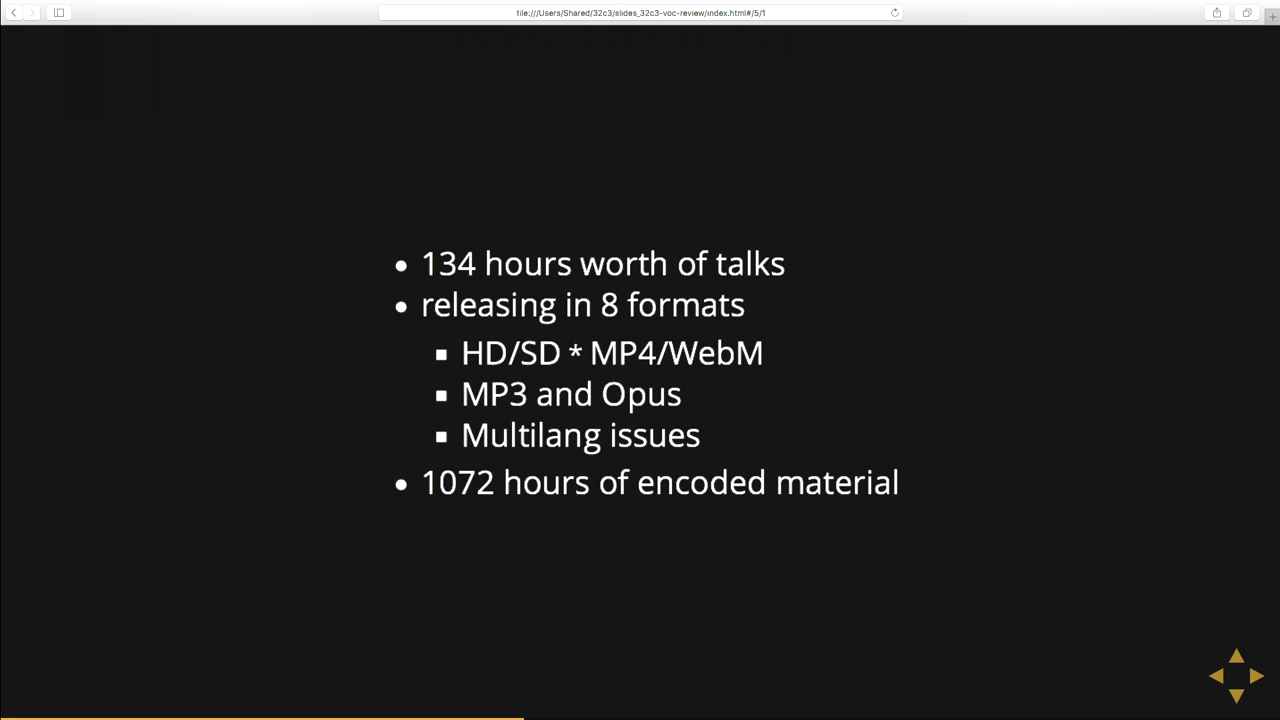 file:///Users/Shared/32c3/slides_32c3-voc-review/index.html#/5/1
134 hours worth of talks
releasing in 8 formats
HD/SD * MP4/WebM
MP3 and Opus
Multilang issues
1072 hours of encoded material